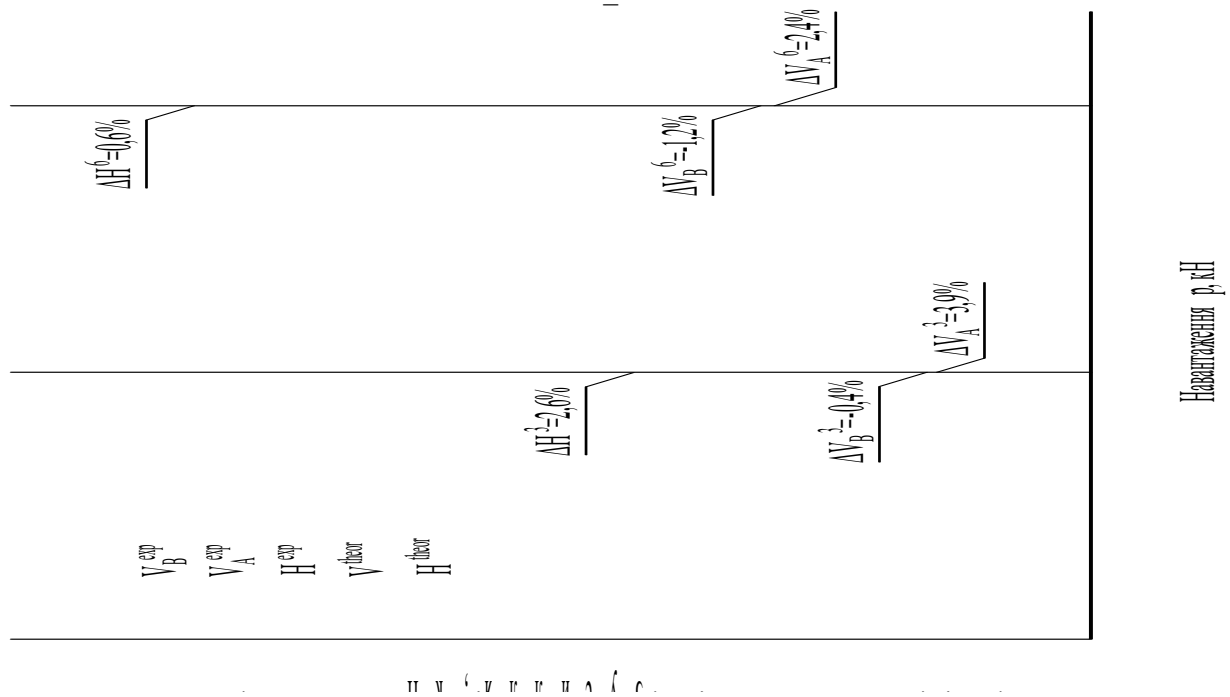 ΔH⁶=0,6%
ΔV_B⁶=-1,2%
ΔV_A⁶=2,4%
ΔH³=2,6%
ΔV_B³=-0,4%
ΔV_A³=3,9%
V_B^exp
V_A^exp
H^exp
V^theor
H^theor
Навантаження р, кН